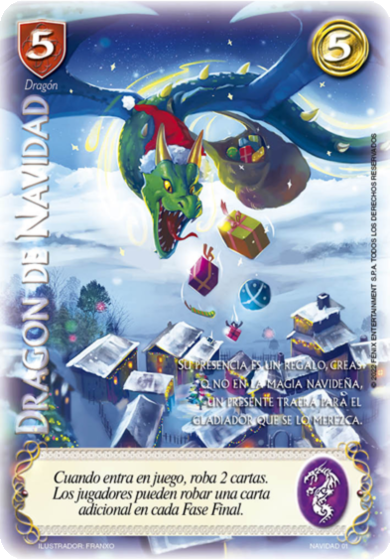 5
5
Dragón
DRAGÓN DE NAVIDAD
SU PRESENCIA ES UN REGALO, CREAS
O NO EN LA MAGIA NAVIDEÑA,
UN PRESENTE TRAERÁ PARA EL
GLADIADOR QUE SE LO MEREZCA.
© 2022 FENIX ENTERTAINMENT S.P.A. TODOS LOS DERECHOS RESERVADOS
Cuando entra en juego, roba 2 cartas.
Los jugadores pueden robar una carta
adicional en cada Fase Final.
ILUSTRADOR: FRANXO
NAVIDAD 01